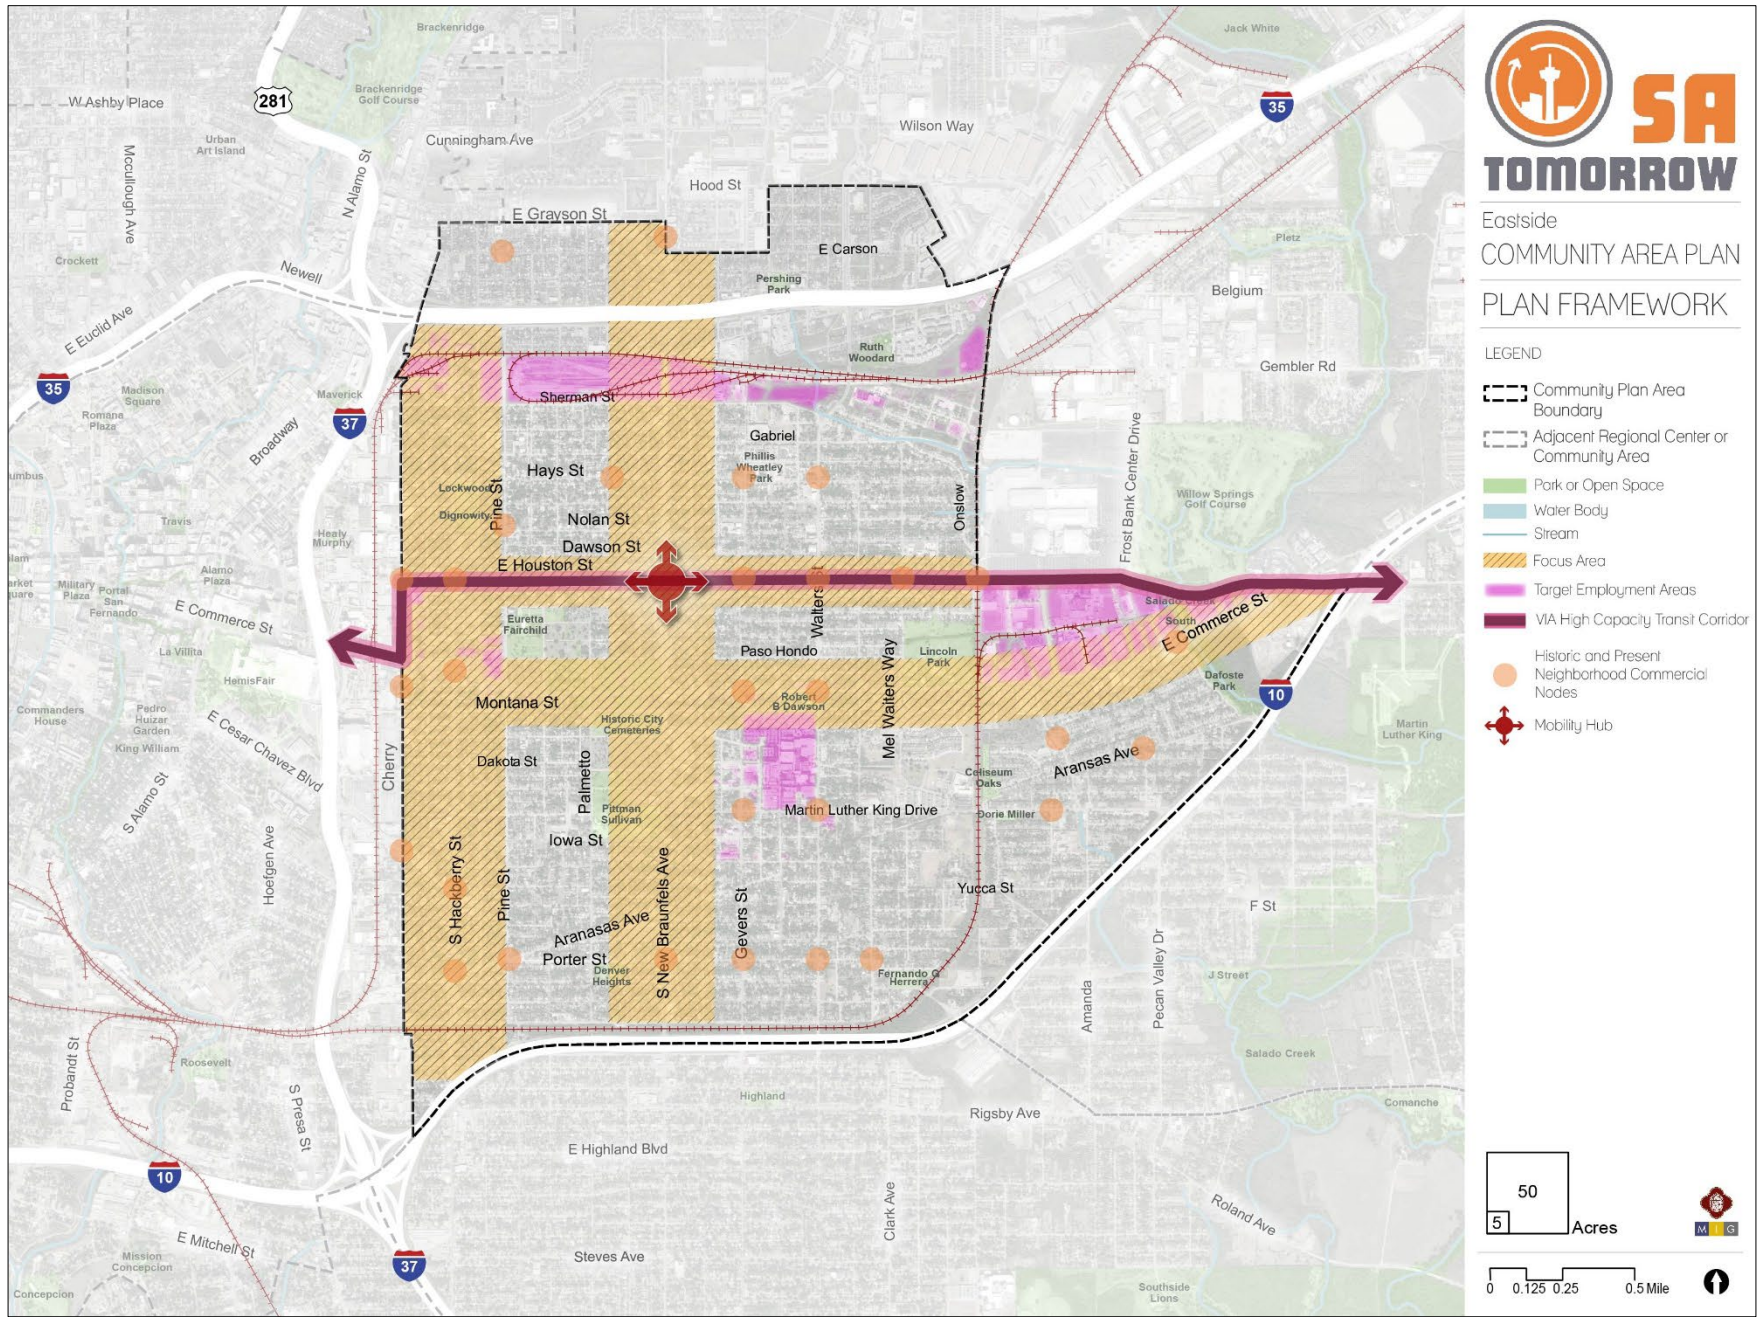 Brackenridge
Jack White
W Ashby Place
281
Brackenridge
Golf Course
35
Urban
Art Island
Cunningham Ave
Wilson Way
Mccullough Ave
N Alamo St
Hood St
E Grayson St
E Carson
Pletz
Crockett
Newell
Pershing
Park
Belgium
E Euclid Ave
Ruth
Woodard
Gembler Rd
35
Madison
Square
Maverick
Romana
Plaza
37
Sherman St
Broadway
Gabriel
Frost Bank Center Drive
Hays St
Phillis
Wheatley
Park
Lockwood
Pine St
Onslow
Willow Springs
Golf Course
Dignowity
Travis
Nolan St
Healy
Murphy
Dawson St
E Houston St
Alamo
Plaza
Military
Plaza
Portal
San
Fernando
E Commerce St
Walters St
Salado Creek
South
E Commerce St
Euretta
Fairchild
La Villita
Paso Hondo
Lincoln
Park
Mel Waiters Way
HemisFair
Dafoste
Park
10
Montana St
Robert
B Dawson
Commanders
House
Pedro
Huizar
Garden
King William
E Cesar Chavez Blvd
Historic City
Cemeteries
Martin
Luther King
Cherry
Dakota St
Palmetto
Aransas Ave
Coliseum
Oaks
S Alamo St
Pittman
Sullivan
Martin Luther King Drive
Dorie Miller
Iowa St
Hoefgen Ave
S Hackberry St
Pine St
S New Braunfels Ave
Gevers St
Yucca St
F St
Aranasas Ave
Porter St
Denver
Heights
Fernando G
Herrera
Amanda
Pecan Valley Dr
J Street
Probandt St
Roosevelt
Salado Creek
S Presa St
Highland
Rigsby Ave
Comanche
E Highland Blvd
10
Clark Ave
Roland Ave
E Mitchell St
Mission
Concepcion
37
Steves Ave
Concepcion
Southside
Lions
SA
TOMORROW
Eastside
COMMUNITY AREA PLAN
PLAN FRAMEWORK
LEGEND
Community Plan Area
Boundary
Adjacent Regional Center or
Community Area
Park or Open Space
Water Body
Stream
Focus Area
Target Employment Areas
VIA High Capacity Transit Corridor
Historic and Present
Neighborhood Commercial
Nodes
Mobility Hub
50
5
Acres
M I G
0 0.125 0.25 0.5 Mile